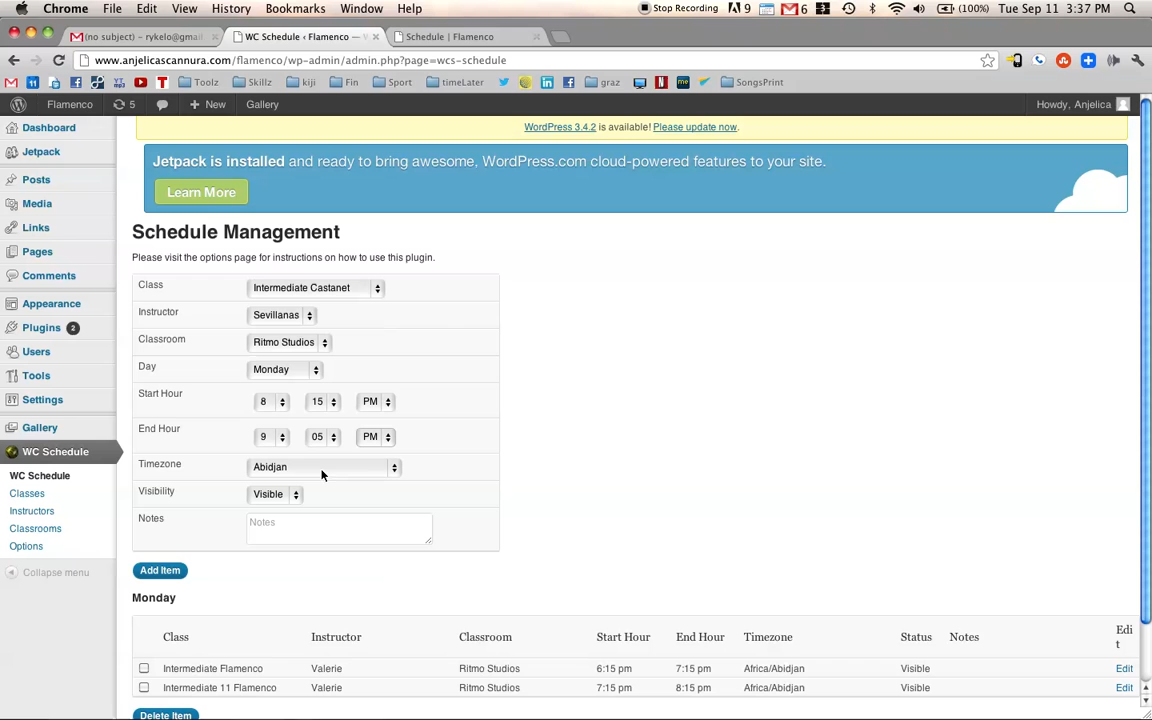 Chrome File Edit View History Bookmarks Window Help Stop Recording 9 6 (100%) Tue Sep 11 3:37 PM
(no subject) – rykelo@gmail. WC Schedule ‹ Flamenco — Schedule | Flamenco
www.anjelicascannura.com/flamenco/wp-admin/admin.php?page=wcs-schedule
11 Toolz Skillz kiji Fin Sport timeLater graz SongsPrint
Flamenco 5 New Gallery Howdy, Anjelica
WordPress 3.4.2 is available! Please update now.
Dashboard
Jetpack
Posts
Media
Links
Pages
Comments
Appearance
Plugins 2
Users
Tools
Settings
Gallery
WC Schedule
WC Schedule
Classes
Instructors
Classrooms
Options
Collapse menu
Jetpack is installed and ready to bring awesome, WordPress.com cloud-powered features to your site.
Learn More
Schedule Management
Please visit the options page for instructions on how to use this plugin.
Class Intermediate Castanet
Instructor Sevillanas
Classroom Ritmo Studios
Day Monday
Start Hour 8 15 PM
End Hour 9 05 PM
Timezone Abidjan
Visibility Visible
Notes Notes
Add Item
Monday
Class Instructor Classroom Start Hour End Hour Timezone Status Notes Edit
Intermediate Flamenco Valerie Ritmo Studios 6:15 pm 7:15 pm Africa/Abidjan Visible Edit
Intermediate 11 Flamenco Valerie Ritmo Studios 7:15 pm 8:15 pm Africa/Abidjan Visible Edit
Delete Item